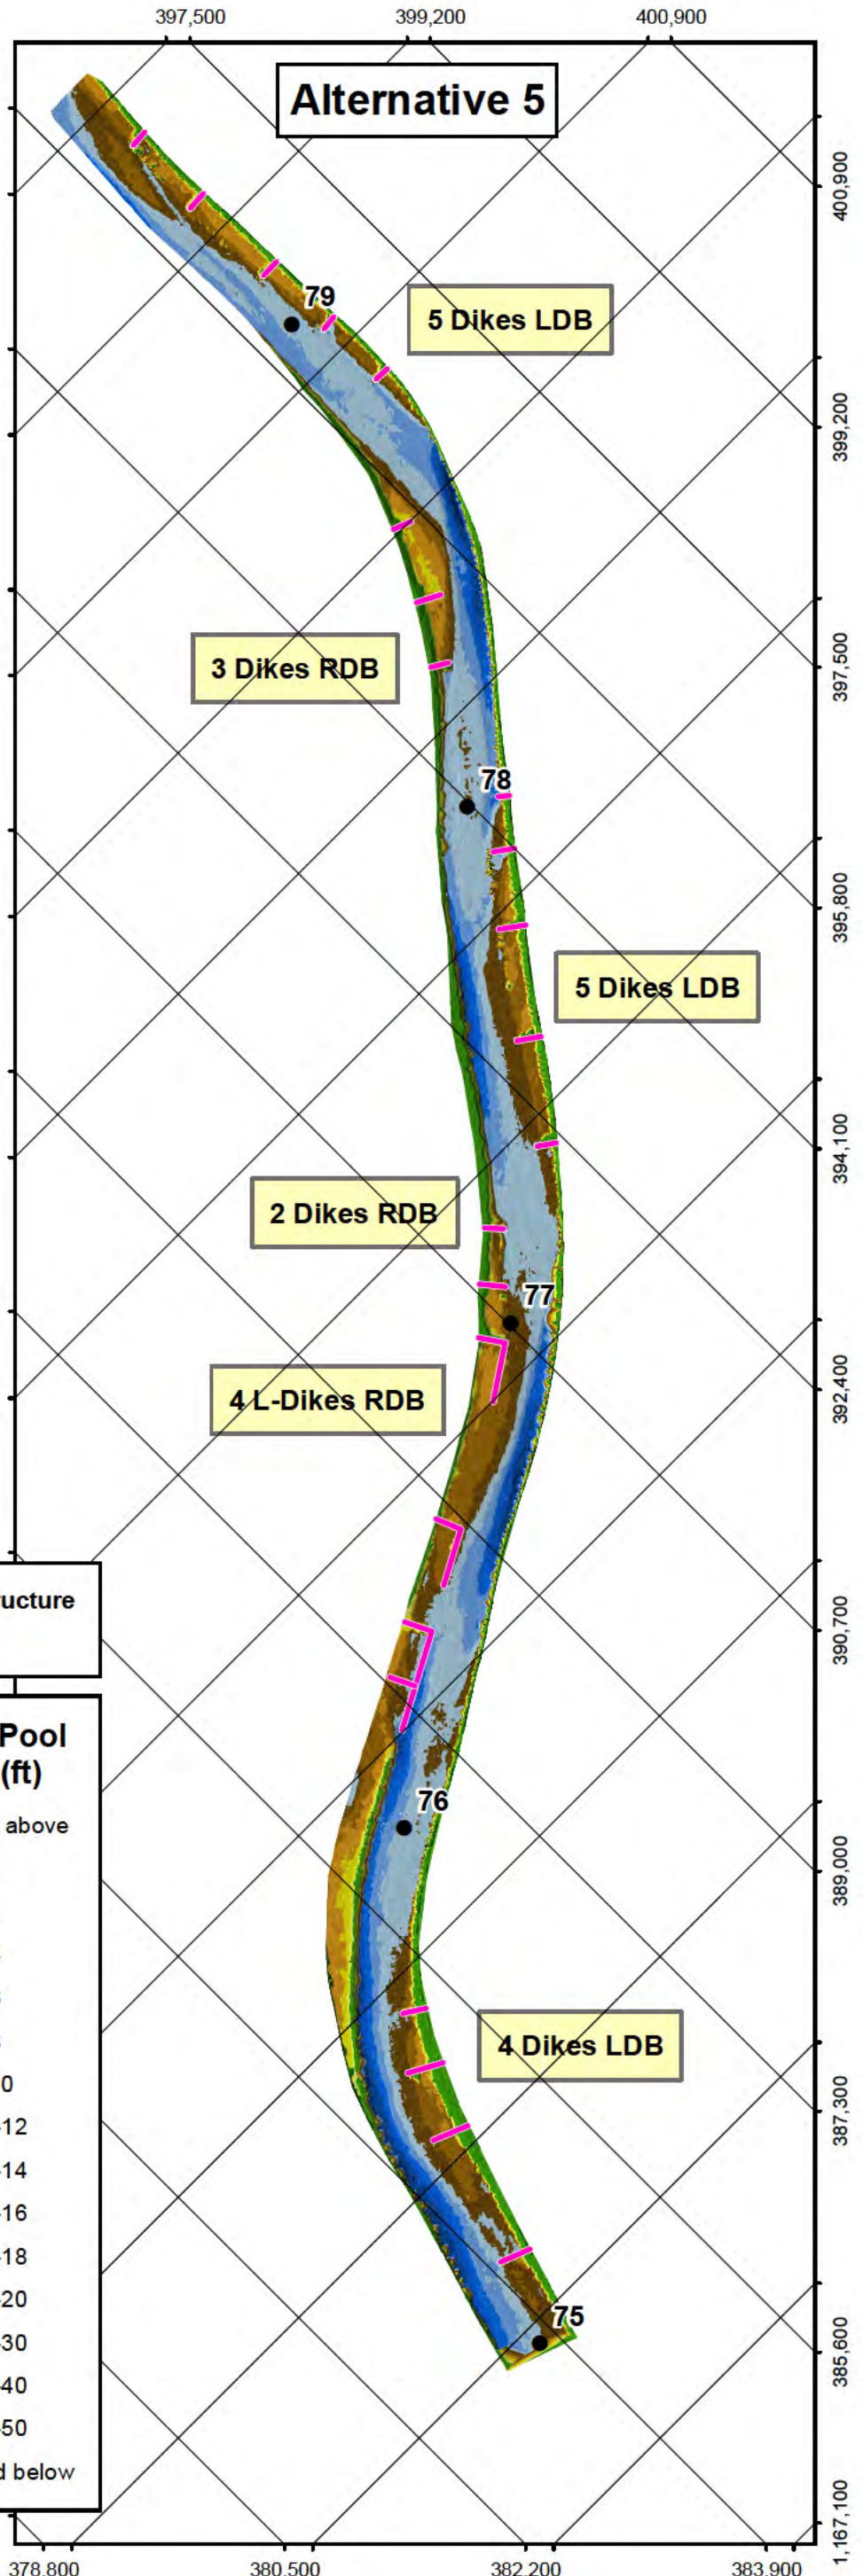 397,500
399,200
400,900
Alternative 5
400,900
79
5 Dikes LDB
399,200
3 Dikes RDB
397,500
78
395,800
5 Dikes LDB
394,100
2 Dikes RDB
77
4 L-Dikes RDB
392,400
ucture
390,700
Pool
(ft)
above
76
389,000
4 Dikes LDB
0
-12
387,300
-14
-16
-18
-20
75
-30
385,600
-40
-50
d below
1,167,100
378,800
380,500
382,200
383,900